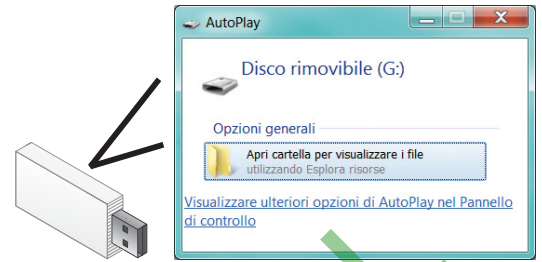 AutoPlay
Disco rimovibile (G:)
Opzioni generali
Apri cartella per visualizzare i file
utilizzando Esplora risorse
Visualizzare ulteriori opzioni di AutoPlay nel Pannello
di controllo